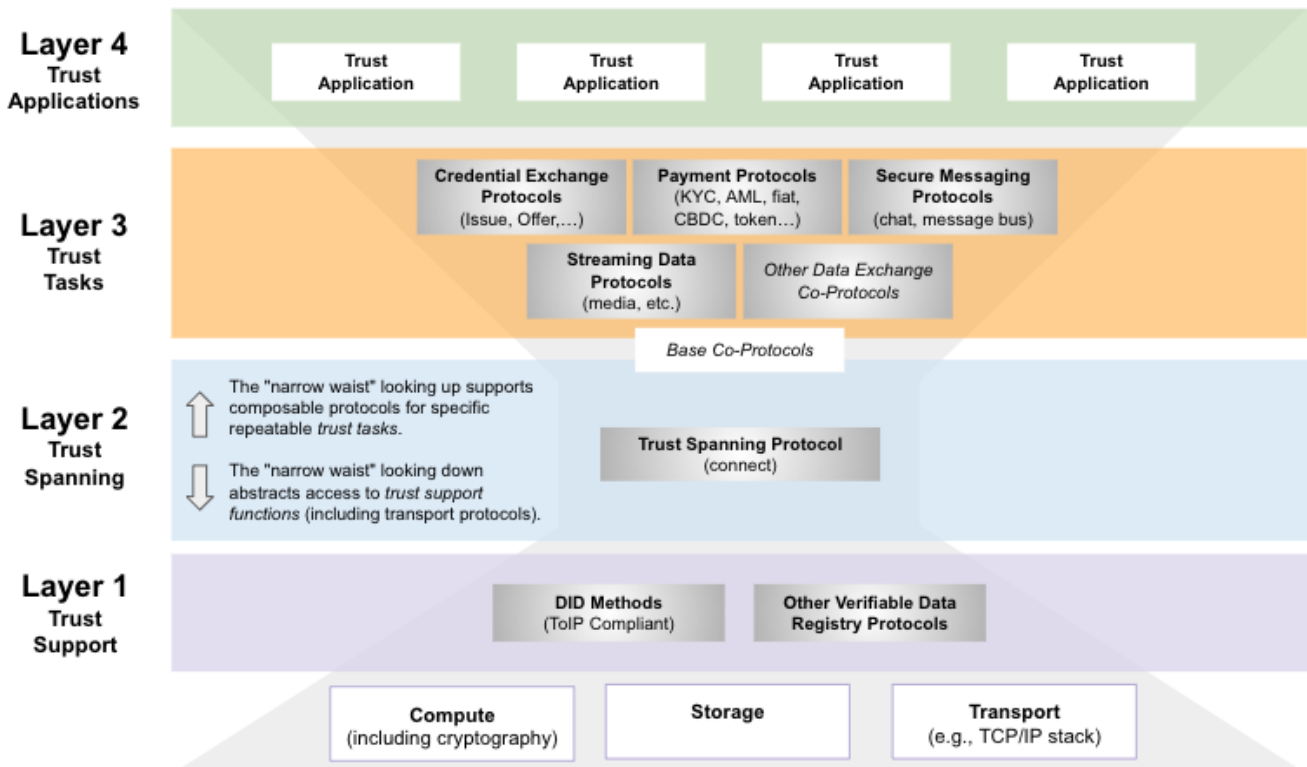 Layer 4
Trust
Applications
Trust
Application
Trust
Application
Trust
Application
Trust
Application
Layer 3
Trust
Tasks
Credential Exchange
Protocols
(Issue, Offer,...)
Payment Protocols
(KYC, AML, fiat,
CBDC, token...)
Secure Messaging
Protocols
(chat, message bus)
Streaming Data
Protocols
(media, etc.)
Other Data Exchange
Co-Protocols
Base Co-Protocols
Layer 2
Trust
Spanning
The "narrow waist" looking up supports
composable protocols for specific
repeatable trust tasks.
The "narrow waist" looking down
abstracts access to trust support
functions (including transport protocols).
Trust Spanning Protocol
(connect)
Layer 1
Trust
Support
DID Methods
(ToIP Compliant)
Other Verifiable Data
Registry Protocols
Compute
(including cryptography)
Storage
Transport
(e.g., TCP/IP stack)